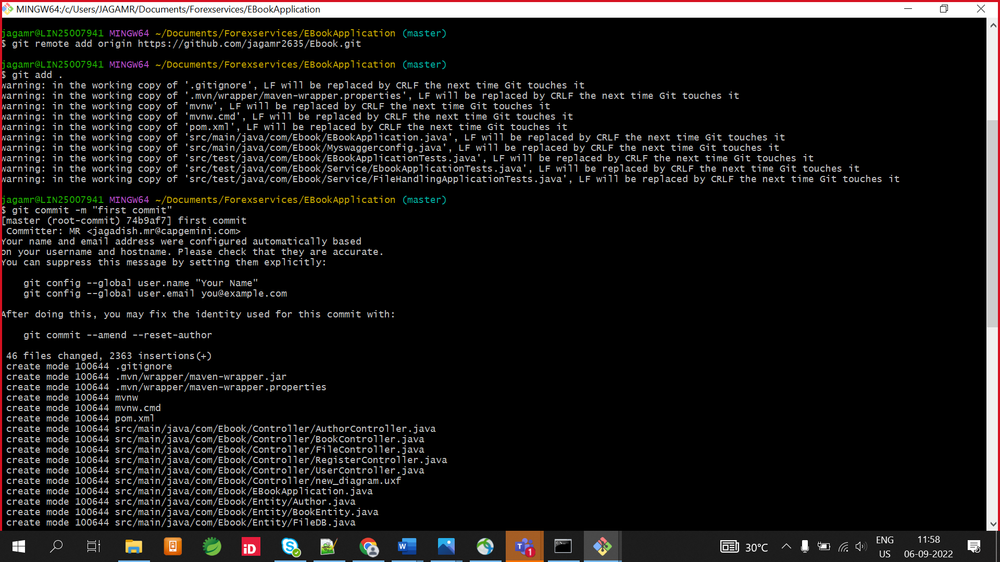 MINGW64:/c/Users/JAGAMR/Documents/Forexservices/EBookApplication
jagamr@LIN25007941 MINGW64 ~/Documents/Forexservices/EBookApplication (master)
$ git remote add origin https://github.com/jagamr2635/Ebook.git
jagamr@LIN25007941 MINGW64 ~/Documents/Forexservices/EBookApplication (master)
$ git add .
warning: in the working copy of '.gitignore', LF will be replaced by CRLF the next time Git touches it
warning: in the working copy of '.mvn/wrapper/maven-wrapper.properties', LF will be replaced by CRLF the next time Git touches it
warning: in the working copy of 'mvnw', LF will be replaced by CRLF the next time Git touches it
warning: in the working copy of 'mvnw.cmd', LF will be replaced by CRLF the next time Git touches it
warning: in the working copy of 'pom.xml', LF will be replaced by CRLF the next time Git touches it
warning: in the working copy of 'src/main/java/com/Ebook/EBookApplication.java', LF will be replaced by CRLF the next time Git touches it
warning: in the working copy of 'src/main/java/com/Ebook/Myswaggerconfig.java', LF will be replaced by CRLF the next time Git touches it
warning: in the working copy of 'src/test/java/com/Ebook/EBookApplicationTests.java', LF will be replaced by CRLF the next time Git touches it
warning: in the working copy of 'src/test/java/com/Ebook/Service/EbookApplicationTests.java', LF will be replaced by CRLF the next time Git touches it
warning: in the working copy of 'src/test/java/com/Ebook/Service/FileHandlingApplicationTests.java', LF will be replaced by CRLF the next time Git touches it
jagamr@LIN25007941 MINGW64 ~/Documents/Forexservices/EBookApplication (master)
$ git commit -m "first commit"
[master (root-commit) 74b9af7] first commit
Committer: MR <jagadish.mr@capgemini.com>
Your name and email address were configured automatically based
on your username and hostname. Please check that they are accurate.
You can suppress this message by setting them explicitly:
git config --global user.name "Your Name"
git config --global user.email you@example.com
After doing this, you may fix the identity used for this commit with:
git commit --amend --reset-author
46 files changed, 2363 insertions(+)
create mode 100644 .gitignore
create mode 100644 .mvn/wrapper/maven-wrapper.jar
create mode 100644 .mvn/wrapper/maven-wrapper.properties
create mode 100644 mvnw
create mode 100644 mvnw.cmd
create mode 100644 pom.xml
create mode 100644 src/main/java/com/Ebook/Controller/AuthorController.java
create mode 100644 src/main/java/com/Ebook/Controller/BookController.java
create mode 100644 src/main/java/com/Ebook/Controller/FileController.java
create mode 100644 src/main/java/com/Ebook/Controller/RegisterController.java
create mode 100644 src/main/java/com/Ebook/Controller/UserController.java
create mode 100644 src/main/java/com/Ebook/Controller/new_diagram.uxf
create mode 100644 src/main/java/com/Ebook/EBookApplication.java
create mode 100644 src/main/java/com/Ebook/Entity/Author.java
create mode 100644 src/main/java/com/Ebook/Entity/BookEntity.java
create mode 100644 src/main/java/com/Ebook/Entity/FileDB.java
iD
S
W
T
1
30°C
ENG
US
11:58
06-09-2022